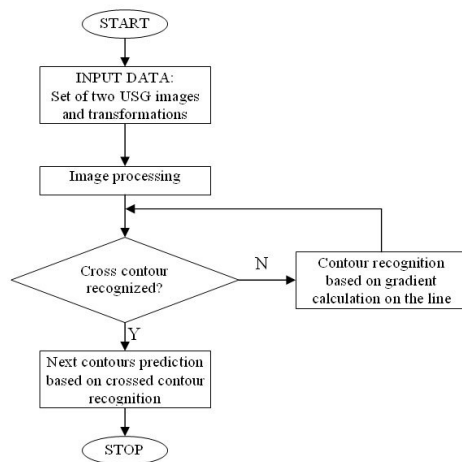 START
INPUT DATA:
Set of two USG images
and transformations
Image processing
Cross contour
recognized?
N
Contour recognition
based on gradient
calculation on the line
Y
Next contours prediction
based on crossed contour
recognition
STOP